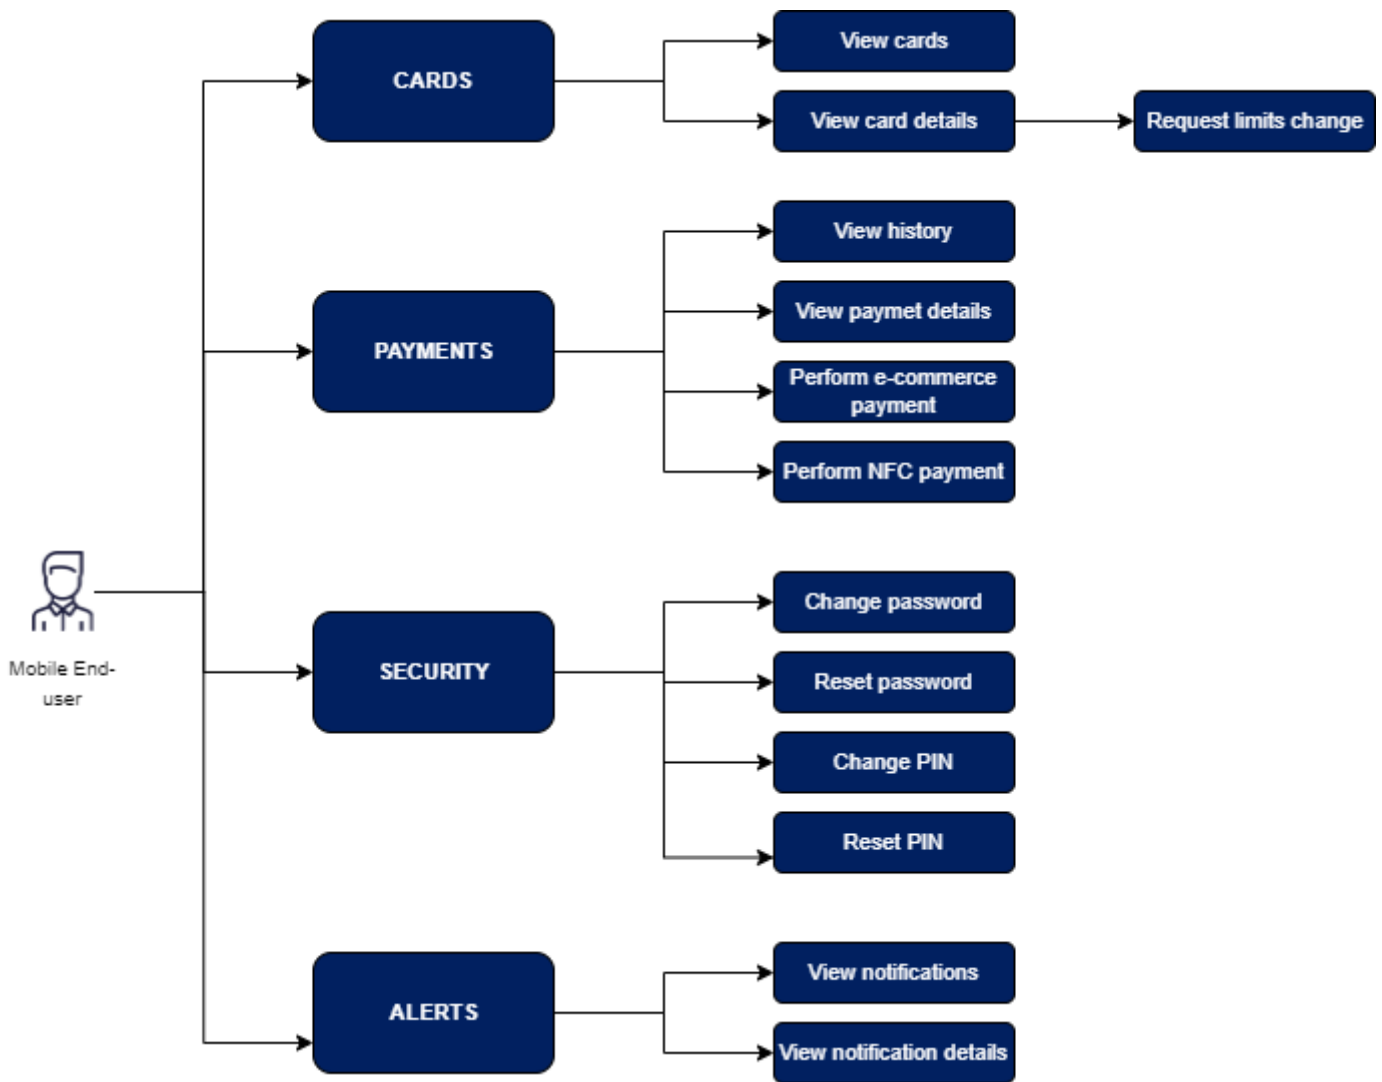 CARDS
View cards
View card details
Request limits change
PAYMENTS
View history
View paymet details
Perform e-commerce
payment
Perform NFC payment
Mobile End-
user
SECURITY
Change password
Reset password
Change PIN
Reset PIN
ALERTS
View notifications
View notification details